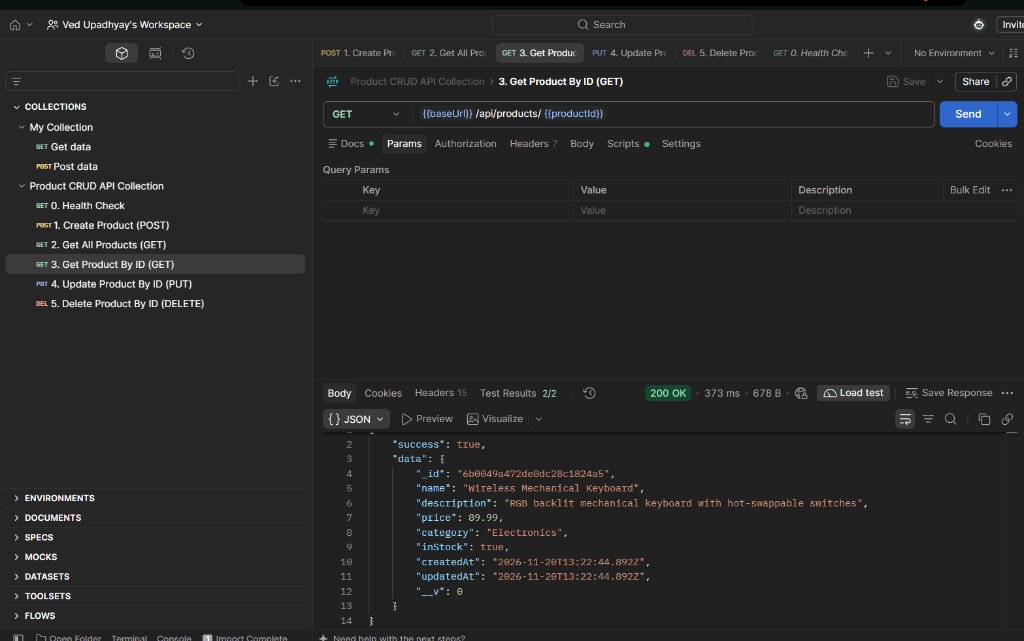 Ved Upadhyay's Workspace
Search
Invite
POST 1. Create Pro
GET 2. Get All Pro
GET 3. Get Produc
PUT 4. Update Pro
DEL 5. Delete Prod
GET 0. Health Che
No Environment
Product CRUD API Collection > 3. Get Product By ID (GET)
Save
Share
COLLECTIONS
My Collection
GET Get data
POST Post data
Product CRUD API Collection
GET 0. Health Check
POST 1. Create Product (POST)
GET 2. Get All Products (GET)
GET 3. Get Product By ID (GET)
PUT 4. Update Product By ID (PUT)
DEL 5. Delete Product By ID (DELETE)
ENVIRONMENTS
DOCUMENTS
SPECS
MOCKS
DATASETS
TOOLSETS
FLOWS
GET
{{baseUrl}} /api/products/ {{productId}}
Send
Docs
Params
Authorization
Headers 7
Body
Scripts
Settings
Cookies
Query Params
Key
Value
Description
Bulk Edit
Key
Value
Description
Body
Cookies
Headers 15
Test Results 2/2
200 OK
373 ms
678 B
Load test
Save Response
{ } JSON
Preview
Visualize
2 "success": true,
3 "data": {
4 "_id": "6b0049a472de0dc28c1824a5",
5 "name": "Wireless Mechanical Keyboard",
6 "description": "RGB backlit mechanical keyboard with hot-swappable switches",
7 "price": 89.99,
8 "category": "Electronics",
9 "inStock": true,
10 "createdAt": "2026-11-20T13:22:44.892Z",
11 "updatedAt": "2026-11-20T13:22:44.892Z",
12 "__v": 0
13 }
14 }
Open Folder
Terminal
Console
1 Import Complete
Need help with the next steps?